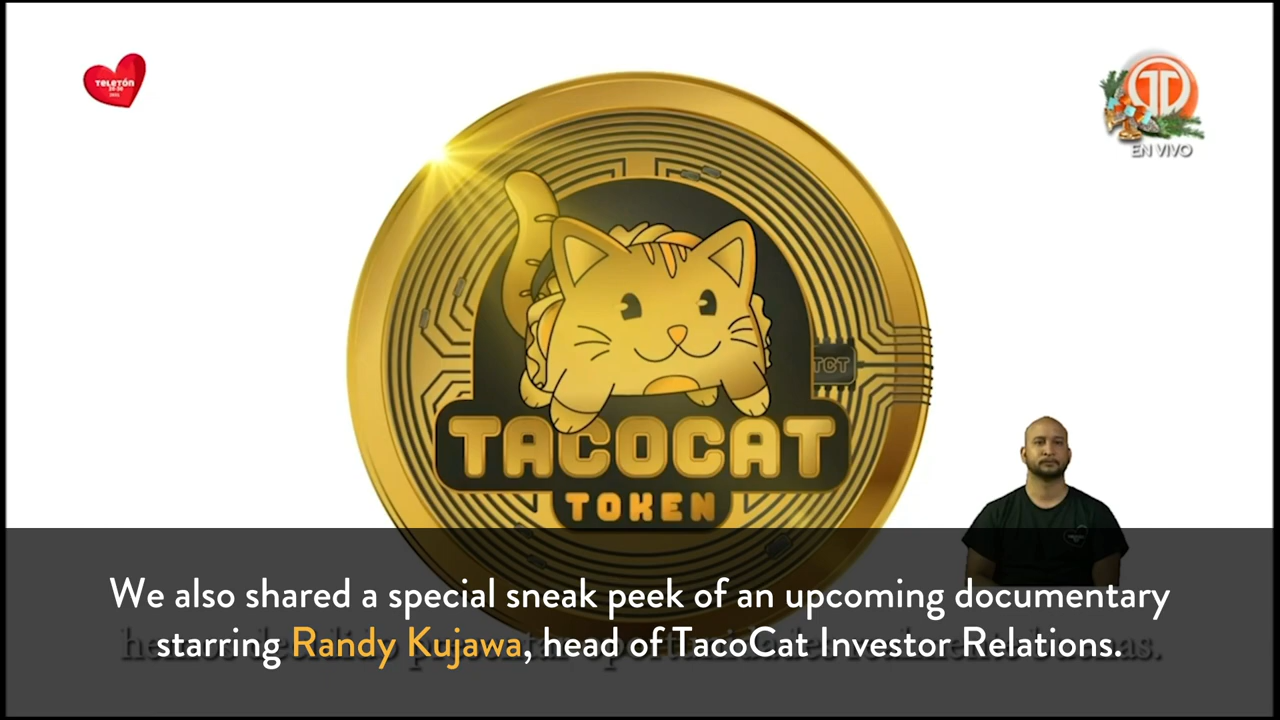 TELETÓN
EN VIVO
TCT
TACOCAT
TOKEN
We also shared a special sneak peek of an upcoming documentary
starring Randy Kujawa, head of TacoCat Investor Relations.